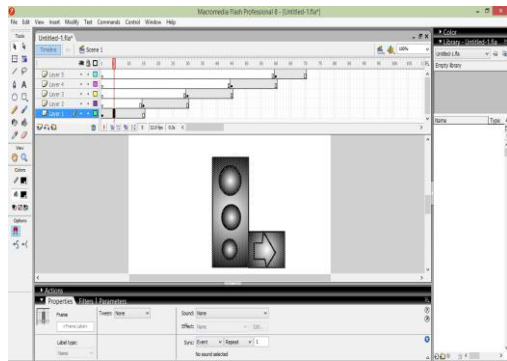 Macromedia Flash Professional 8 - [Untitled-1.fla*]
File Edit View Insert Modify Text Commands Control Window Help
Tools
Untitled-1.fla*
Timeline
Scene 1
100%
Layer 5
Layer 4
Layer 3
Layer 2
Layer 1
View
Colors
Options
Color
Library - Untitled-1.fla
Untitled-1.fla
Empty library
Name
Type
Actions
Properties Filters Parameters
Frame
Tween: None
Sound: None
Effect: None
Label type:
Sync: Event Repeat 1
No sound selected